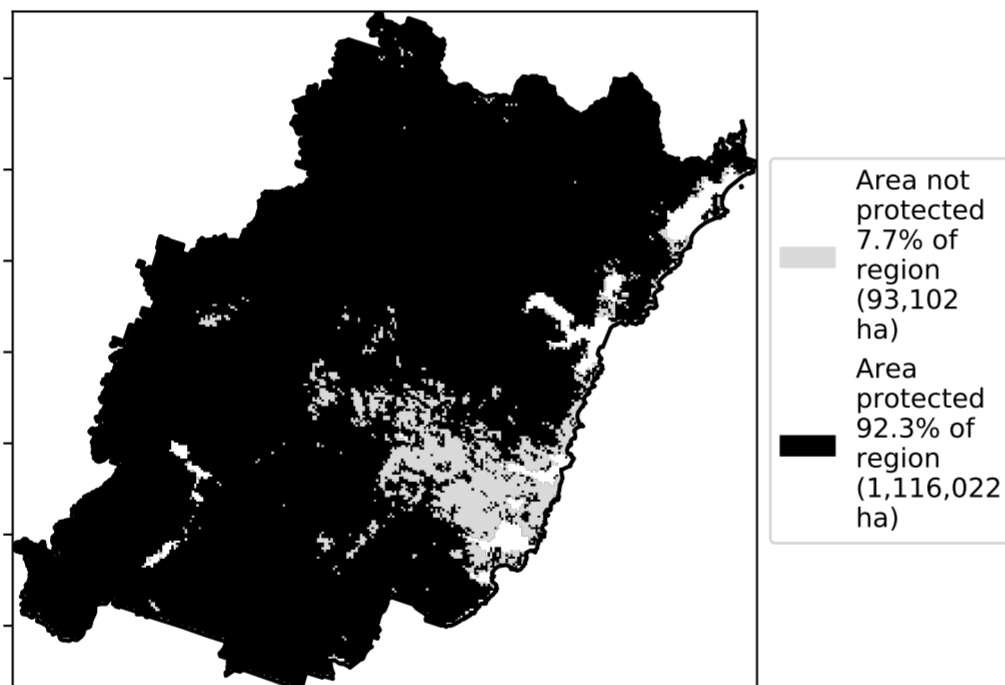 Area not
protected
7.7% of
region
(93,102
ha)
Area
protected
92.3% of
region
(1,116,022
ha)